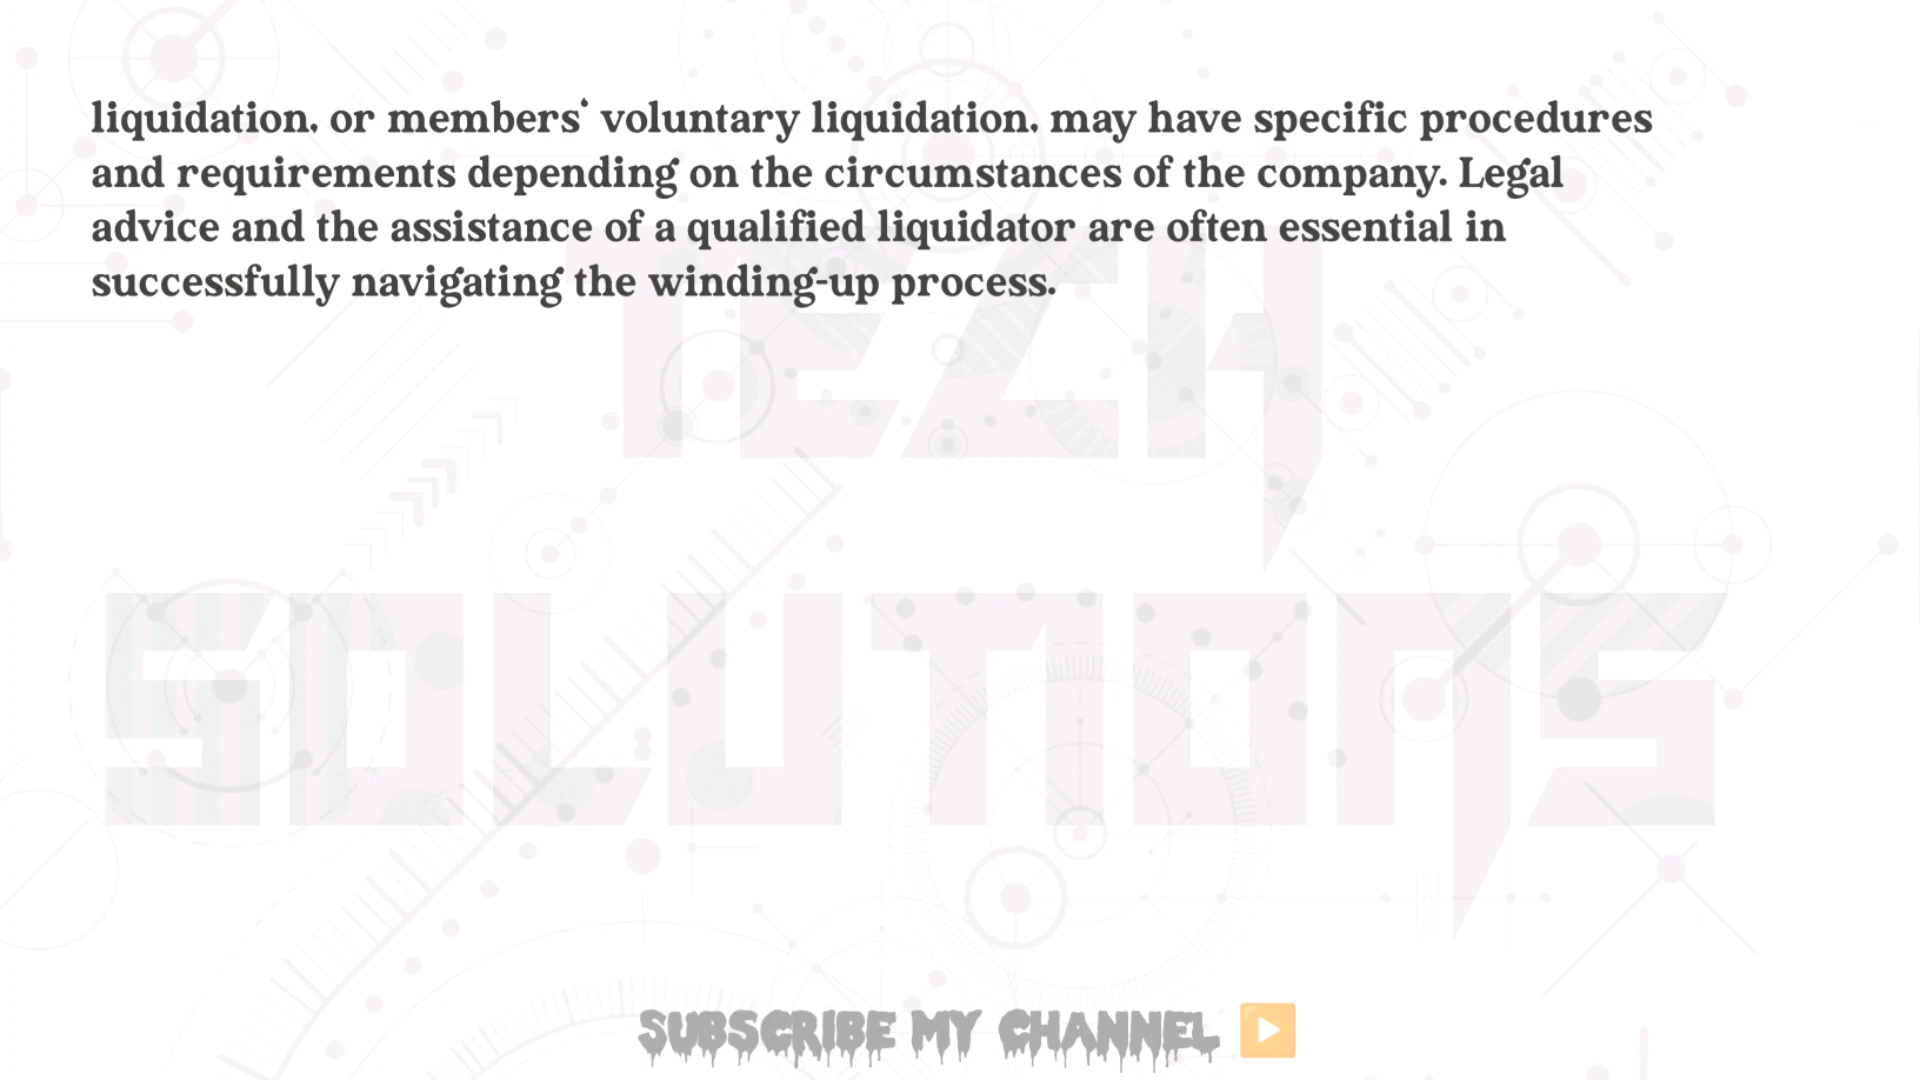 liquidation, or members' voluntary liquidation, may have specific procedures
and requirements depending on the circumstances of the company. Legal
advice and the assistance of a qualified liquidator are often essential in
successfully navigating the winding-up process.
TEZA
SOLUTIONS
SUBSCRIBE MY CHANNEL